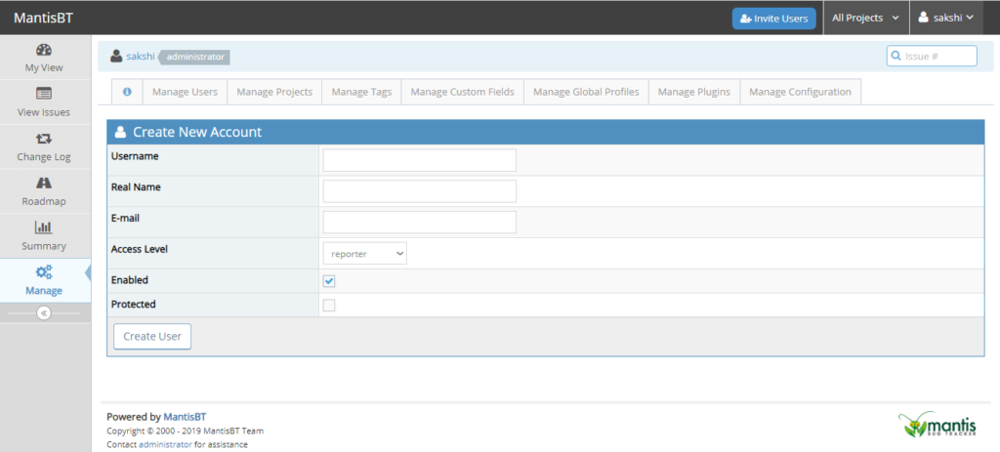 MantisBT
Invite Users
All Projects
sakshi
My View
View Issues
Change Log
Roadmap
Summary
Manage
sakshi administrator
Issue #
Manage Users
Manage Projects
Manage Tags
Manage Custom Fields
Manage Global Profiles
Manage Plugins
Manage Configuration
Create New Account
Username
Real Name
E-mail
Access Level
reporter
Enabled
Protected
Create User
Powered by MantisBT
Copyright © 2000 - 2019 MantisBT Team
Contact administrator for assistance
mantis
BUG TRACKER